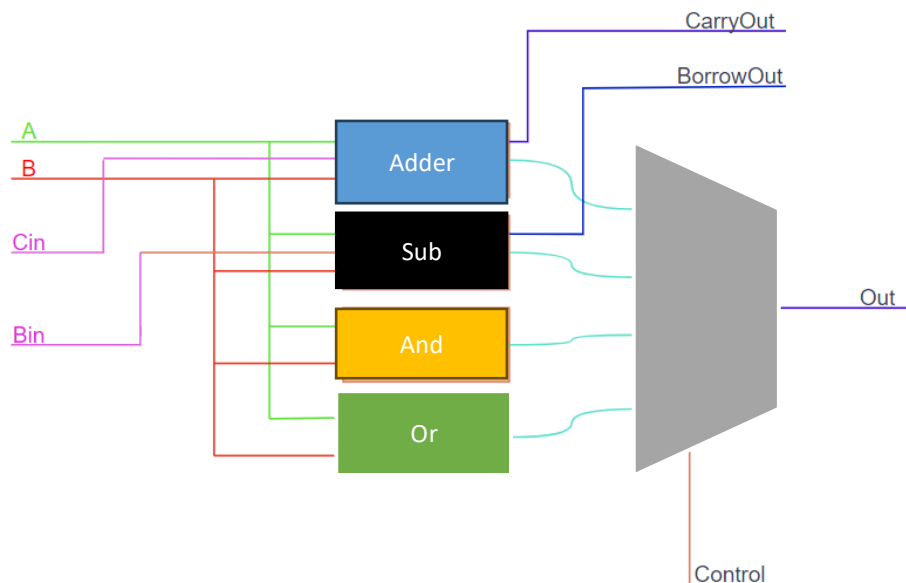 CarryOut
BorrowOut
A
B
Adder
Cin
Sub
Bin
And
Out
Or
Control